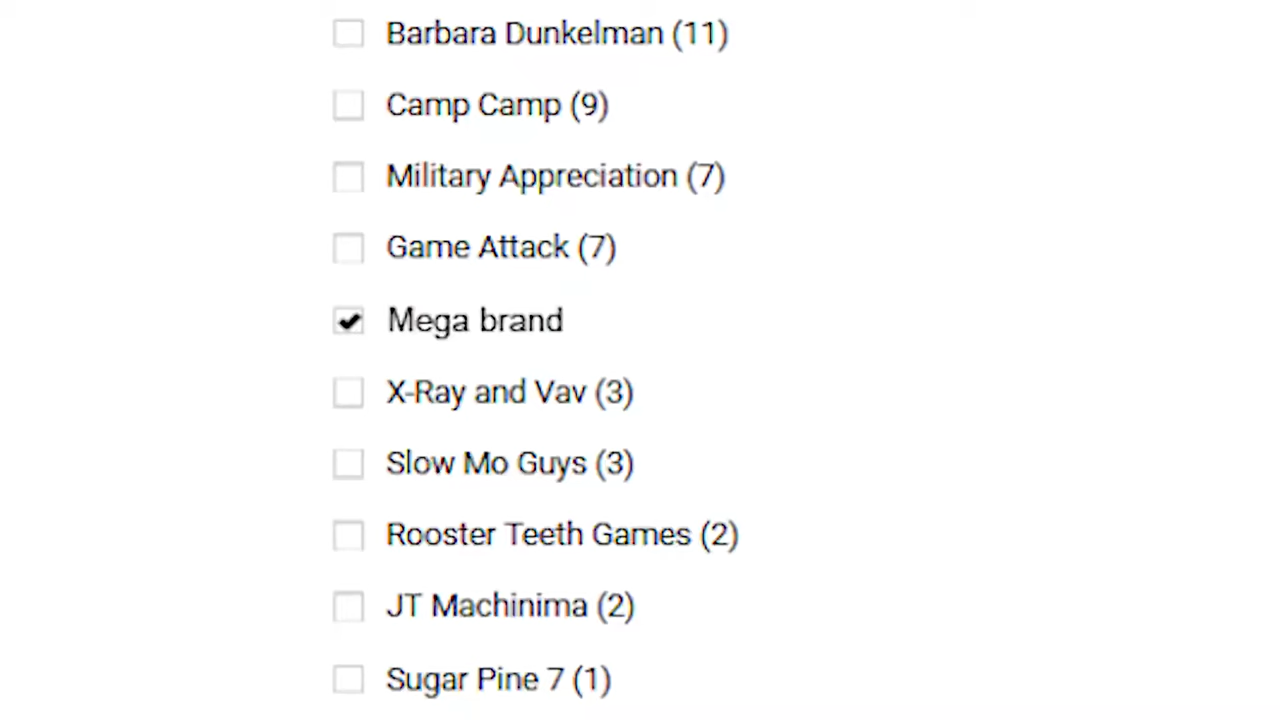 Barbara Dunkelman (11)
Camp Camp (9)
Military Appreciation (7)
Game Attack (7)
Mega brand
X-Ray and Vav (3)
Slow Mo Guys (3)
Rooster Teeth Games (2)
JT Machinima (2)
Sugar Pine 7 (1)